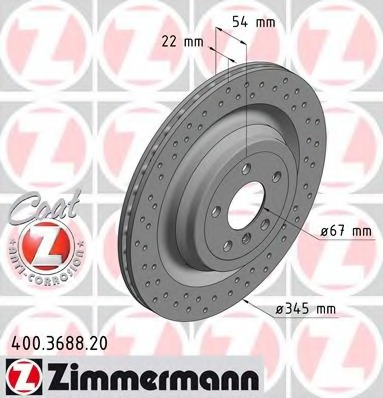 54 mm
22 mm
ø67 mm
Coat
Z
ANTI-CORROSION
ø345 mm
400.3688.20
Z Zimmermann